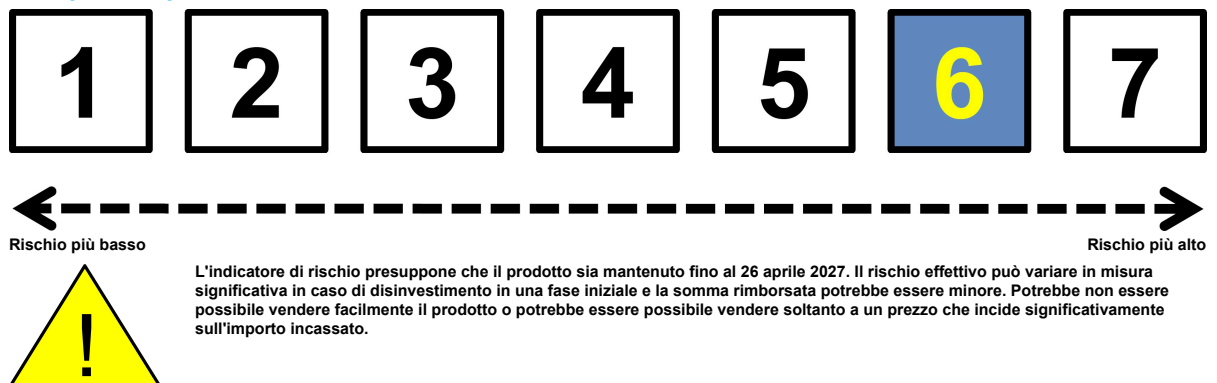 1 2 3 4 5 6 7
Rischio più basso Rischio più alto
L'indicatore di rischio presuppone che il prodotto sia mantenuto fino al 26 aprile 2027. Il rischio effettivo può variare in misura
significativa in caso di disinvestimento in una fase iniziale e la somma rimborsata potrebbe essere minore. Potrebbe non essere
possibile vendere facilmente il prodotto o potrebbe essere possibile vendere soltanto a un prezzo che incide significativamente
sull'importo incassato.
!